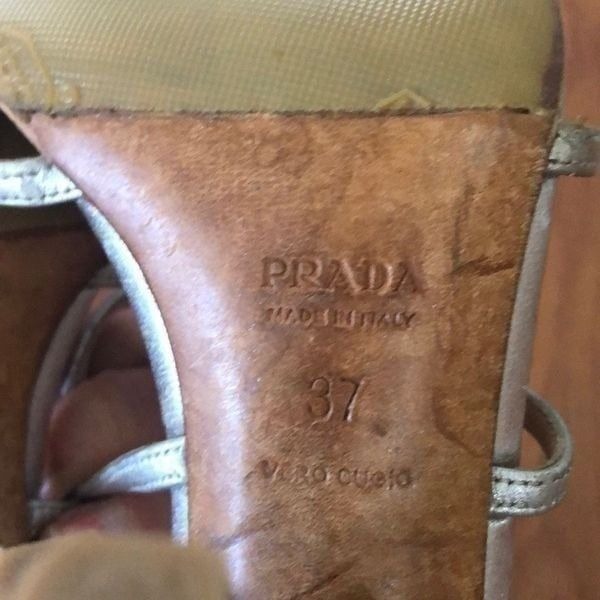 PRADA
MADE IN ITALY
37
vero cuoio